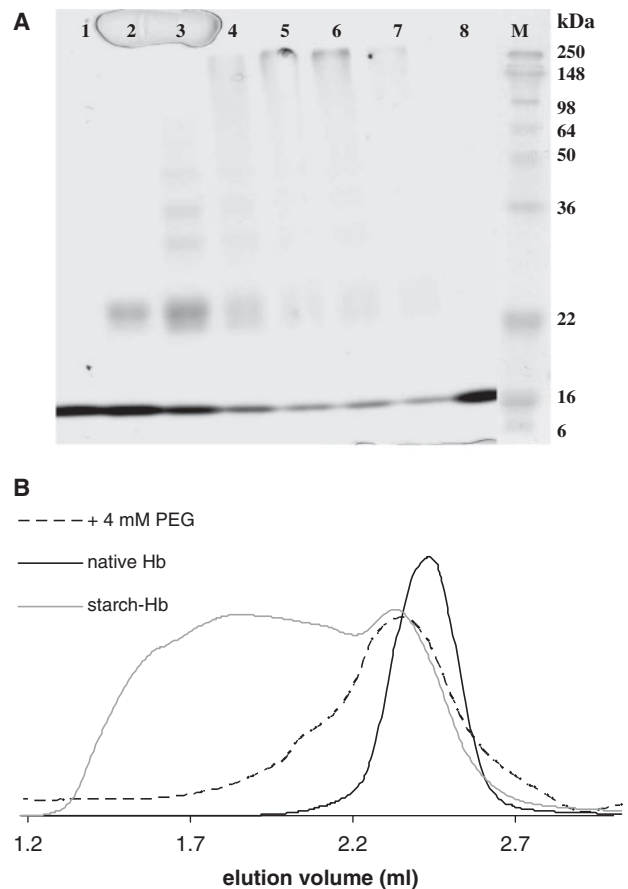 A
1 2 3 4 5 6 7 8 M kDa
250
148
98
64
50
36
22
16
6
B
+ 4 mM PEG
native Hb
starch-Hb
1.2 1.7 2.2 2.7
elution volume (ml)